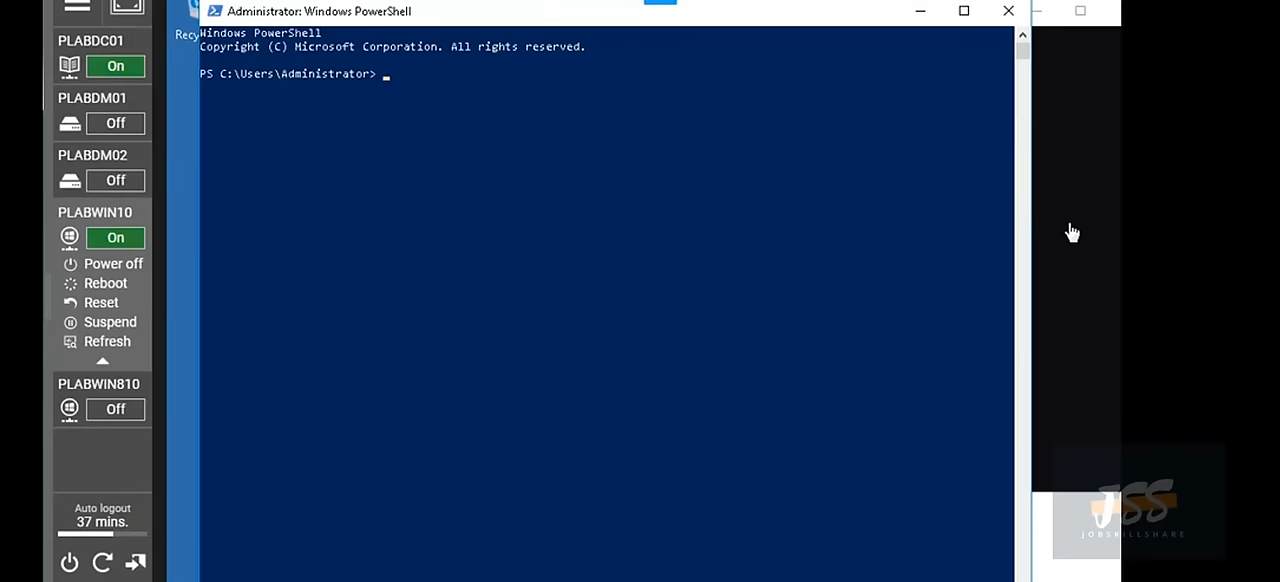 PLABDC01
On
PLABDM01
Off
PLABDM02
Off
PLABWIN10
On
Power off
Reboot
Reset
Suspend
Refresh
PLABWIN810
Off
Auto logout
37 mins.
Recy
Administrator: Windows PowerShell
Windows PowerShell
Copyright (C) Microsoft Corporation. All rights reserved.
PS C:\Users\Administrator>
JSS
JOBSKILLSHARE